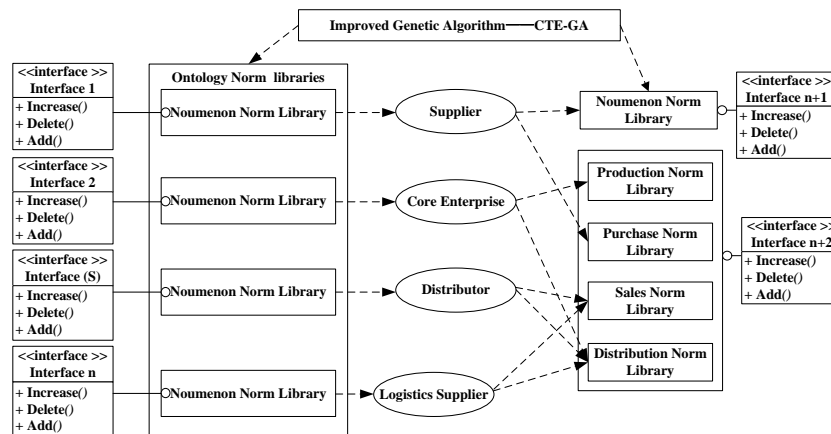 Improved Genetic Algorithm——CTE-GA
<<interface >>
Interface 1
+ Increase()
+ Delete()
+ Add()
<<interface >>
Interface 2
+ Increase()
+ Delete()
+ Add()
<<interface >>
Interface (S)
+ Increase()
+ Delete()
+ Add()
<<interface >>
Interface n
+ Increase()
+ Delete()
+ Add()
Ontology Norm libraries
Noumenon Norm Library
Noumenon Norm Library
Noumenon Norm Library
Noumenon Norm Library
Supplier
Core Enterprise
Distributor
Logistics Supplier
Noumenon Norm
Library
Production Norm
Library
Purchase Norm
Library
Sales Norm
Library
Distribution Norm
Library
<<interface >>
Interface n+1
+ Increase()
+ Delete()
+ Add()
<<interface >>
Interface n+2
+ Increase()
+ Delete()
+ Add()